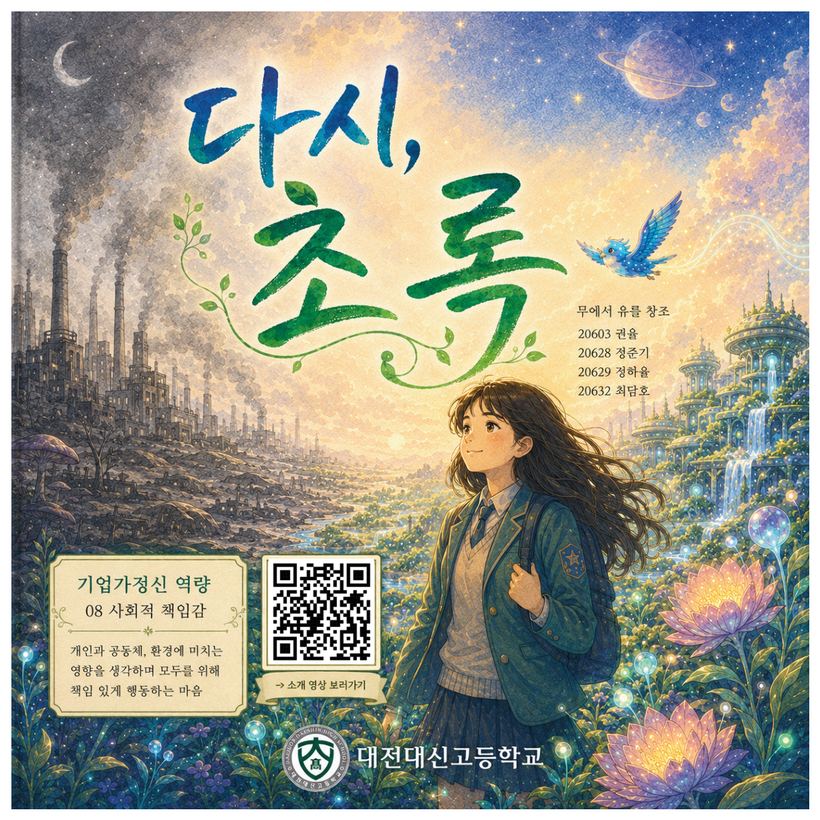 다시,
초록
무에서 유를 창조
20603 권율
20628 정준기
20629 정하율
20632 최담호
기업가정신 역량
08 사회적 책임감
개인과 공동체, 환경에 미치는
영향을 생각하며 모두를 위해
책임 있게 행동하는 마음
→ 소개 영상 보러가기
대전대신고등학교